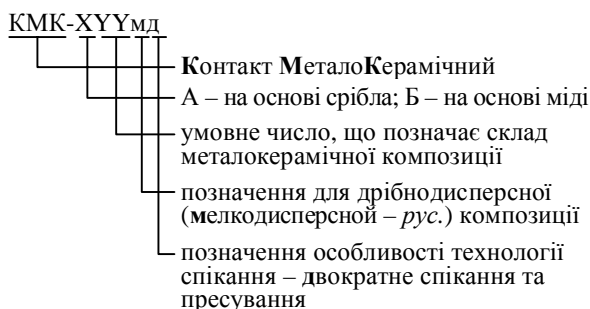 КМК-XYYмд
Контакт МеталоКерамічний
А – на основі срібла; Б – на основі міді
умовне число, що позначає склад
металокерамічної композиції
позначення для дрібнодисперсної
(мелкодисперсной – рус.) композиції
позначення особливості технології
спікання – двократне спікання та
пресування